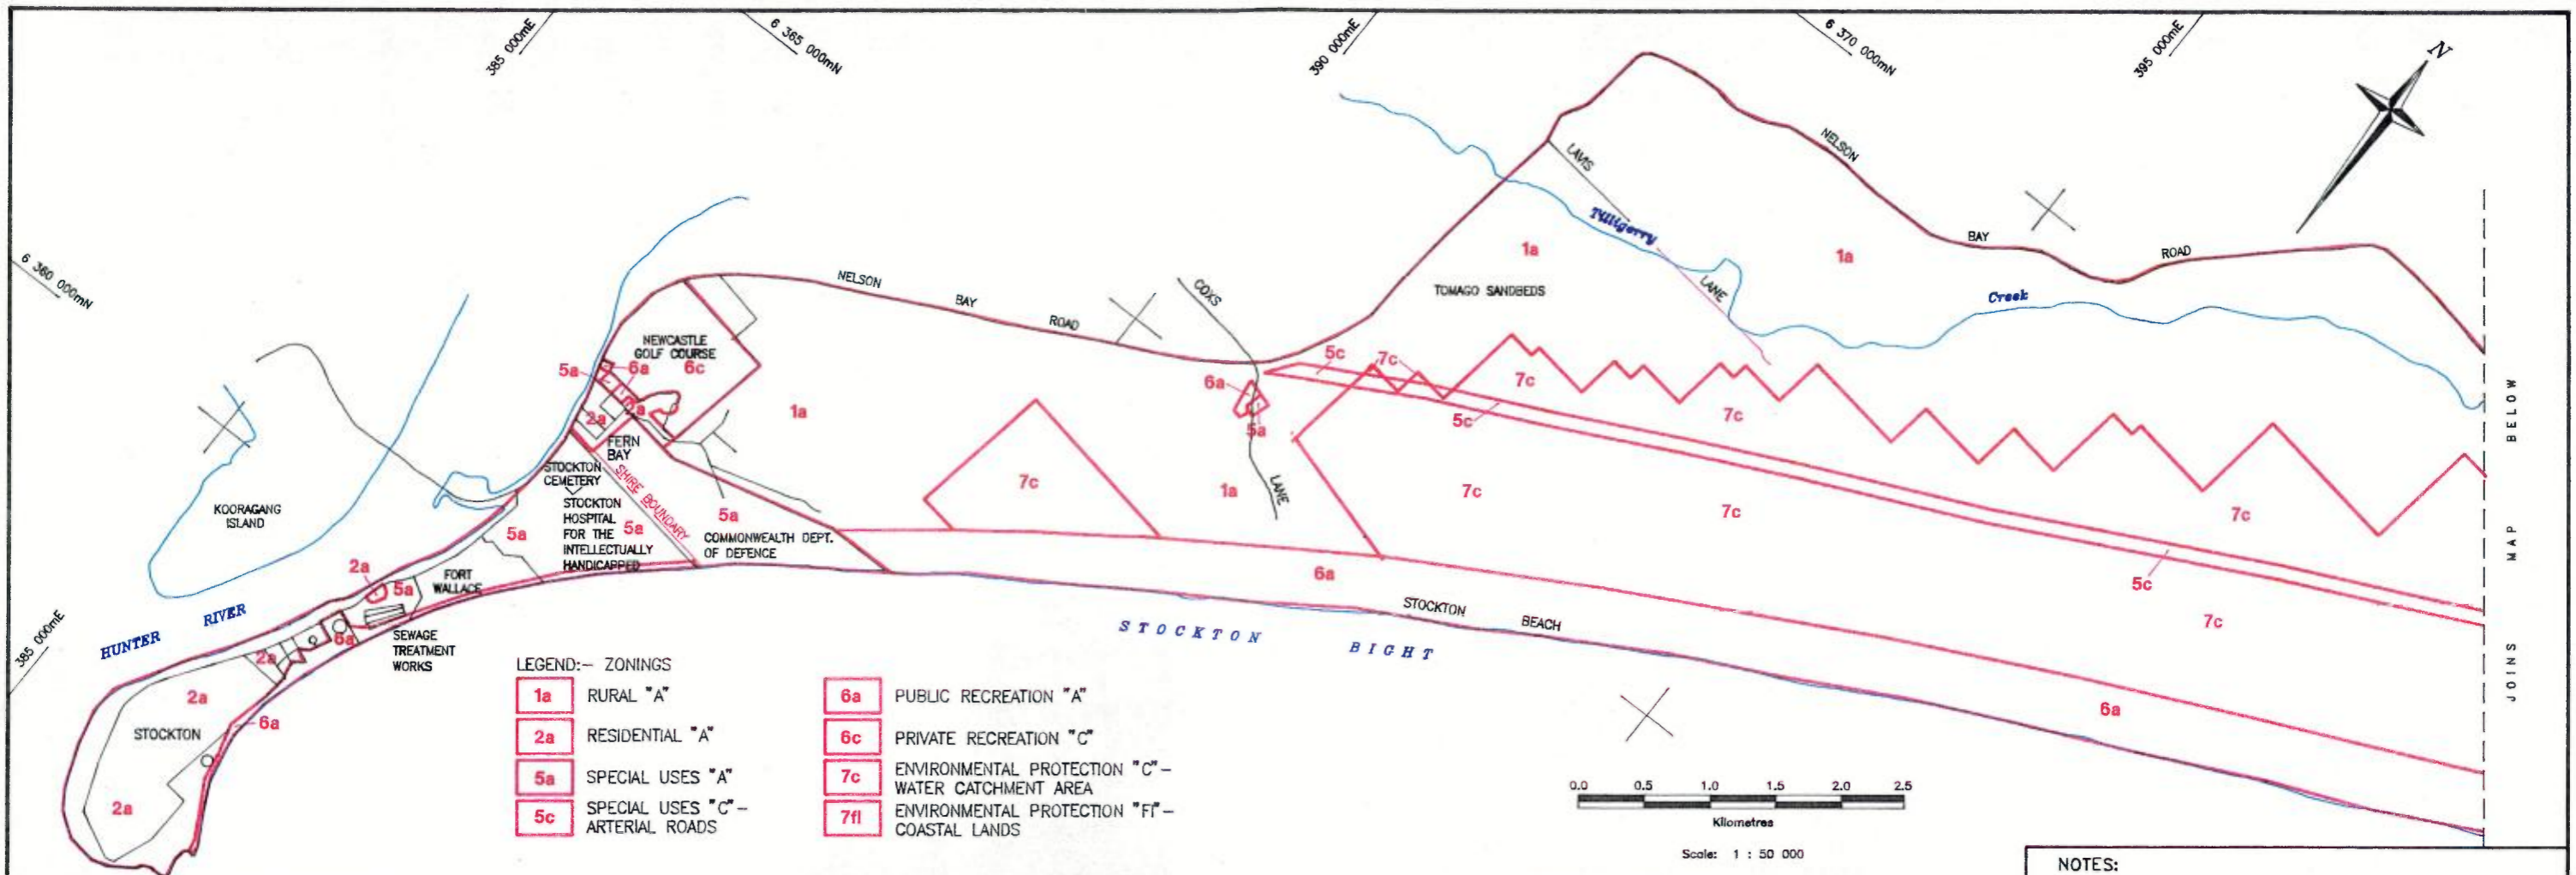 385 000mE
6 365 000mN
390 000mE
6 370 000mN
395 000mE
N
6 360 000mN
385 000mE
NELSON
BAY
ROAD
LAVIS
LANE
Tilligerry
Creek
1a
1a
TOMAGO SANDBEDS
NELSON
BAY
ROAD
COXS
LANE
NEWCASTLE
GOLF COURSE
6c
5a
6a
2a
FERN
BAY
1a
6a
5a
5c
7c
7c
5c
7c
7c
1a
7c
7c
7c
5c
7c
KOORAGANG
ISLAND
STOCKTON
CEMETERY
SHIRE BOUNDARY
STOCKTON
HOSPITAL
FOR THE
INTELLECTUALLY
HANDICAPPED
5a
5a
5a
COMMONWEALTH DEPT.
OF DEFENCE
FORT
WALLACE
2a
5a
6a
6a
6a
STOCKTON
BEACH
STOCKTON BIGHT
HUNTER RIVER
SEWAGE
TREATMENT
WORKS
2a
2a
STOCKTON
6a
2a
JOINS MAP BELOW
LEGEND:- ZONINGS
1a RURAL "A"
2a RESIDENTIAL "A"
5a SPECIAL USES "A"
5c SPECIAL USES "C"-
ARTERIAL ROADS
6a PUBLIC RECREATION "A"
6c PRIVATE RECREATION "C"
7c ENVIRONMENTAL PROTECTION "C"-
WATER CATCHMENT AREA
7fl ENVIRONMENTAL PROTECTION "Fl"-
COASTAL LANDS
0.0 0.5 1.0 1.5 2.0 2.5
Kilometres
Scale: 1 : 50 000
NOTES: